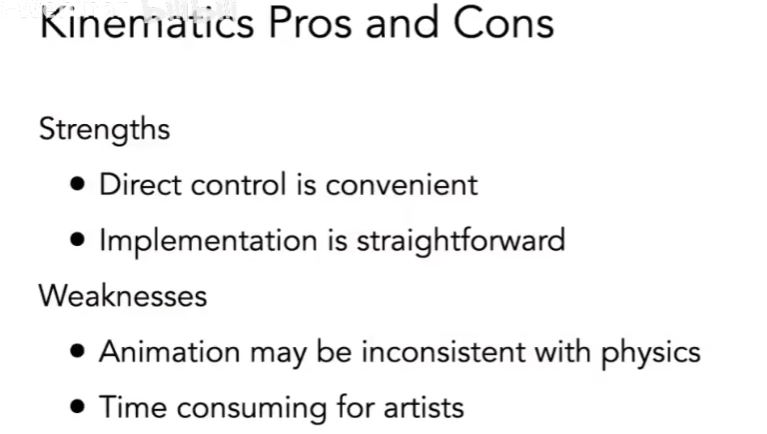 Kinematics Pros and Cons
Strengths
● Direct control is convenient
● Implementation is straightforward
Weaknesses
● Animation may be inconsistent with physics
● Time consuming for artists